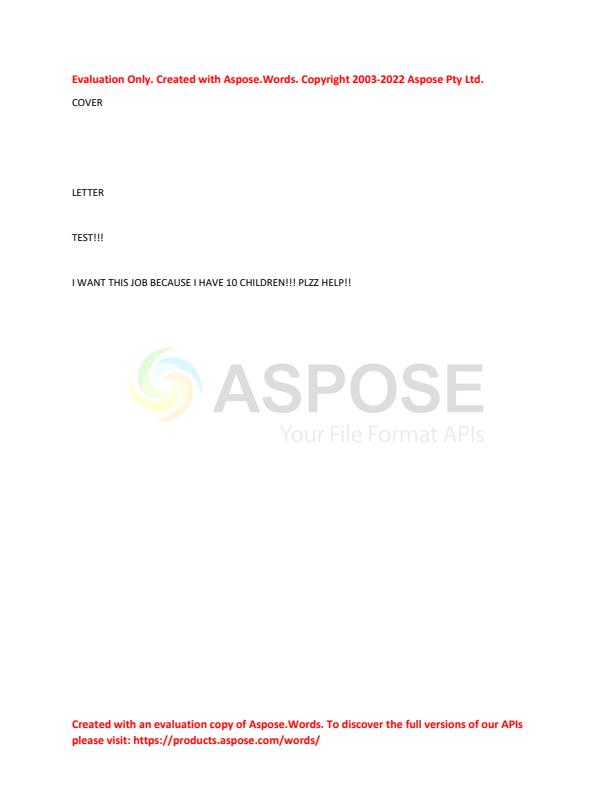 Evaluation Only. Created with Aspose.Words. Copyright 2003-2022 Aspose Pty Ltd.
COVER
LETTER
TEST!!!
I WANT THIS JOB BECAUSE I HAVE 10 CHILDREN!!! PLZZ HELP!!
ASPOSE
Your File Format APIs
Created with an evaluation copy of Aspose.Words. To discover the full versions of our APIs
please visit: https://products.aspose.com/words/